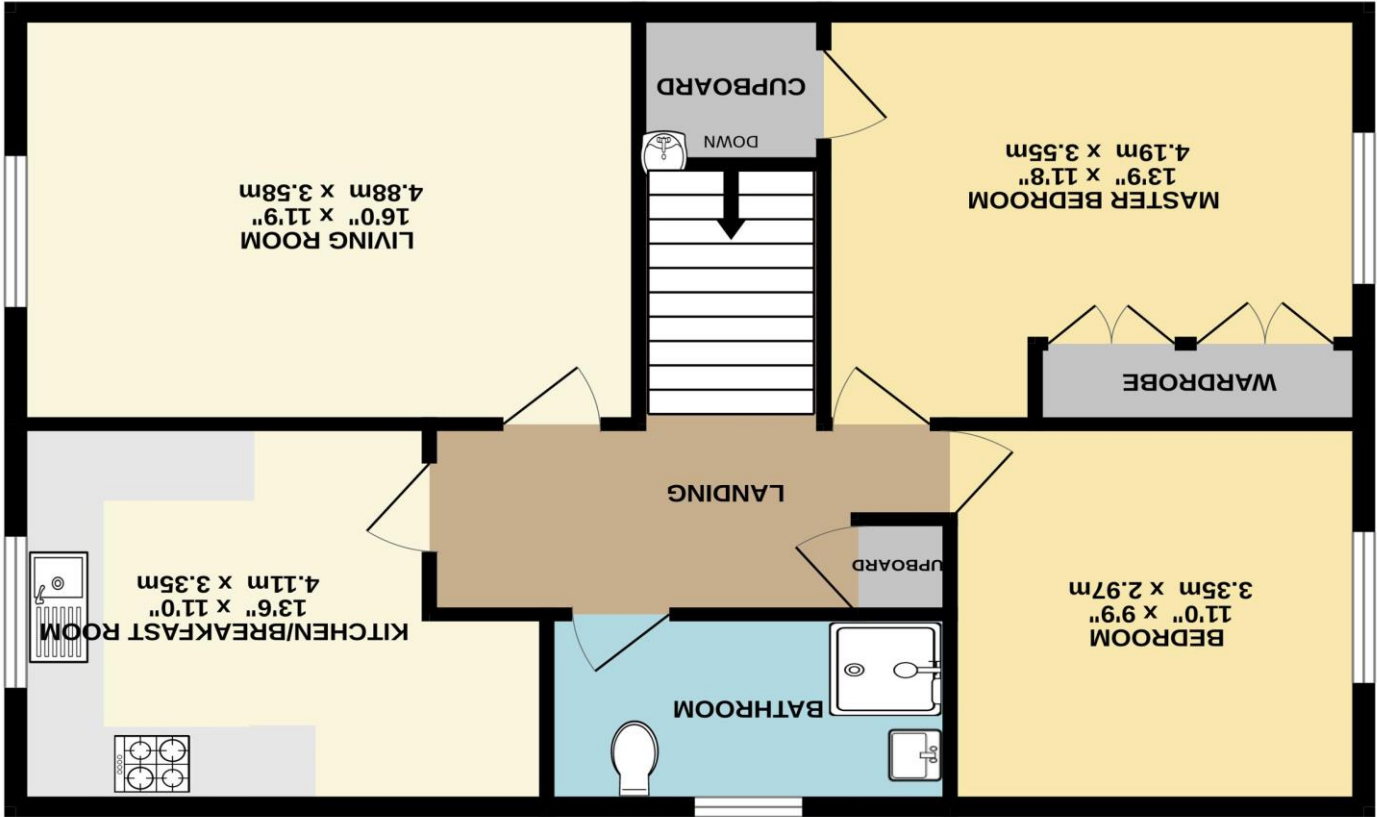 BEDROOM
11'0" x 9'9"
3.35m x 2.97m
BATHROOM
KITCHEN/BREAKFAST ROOM
13'6" x 11'0"
4.11m x 3.35m
UPBOARD
LANDING
WARDROBE
MASTER BEDROOM
13'9" x 11'8"
4.19m x 3.55m
LIVING ROOM
16'0" x 11'9"
4.88m x 3.58m
DOWN
CUPBOARD